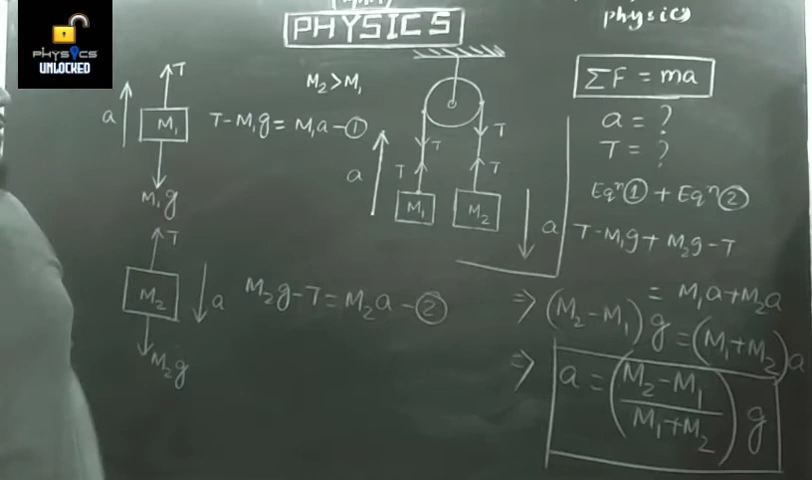 PHYSICS
UNLOCKED
PHYSICS
physics
M₂ > M₁
ΣF = ma
T
a
M₁
T-M₁g = M₁a - ①
M₁g
T
T
T
T
a
M₁
M₂
a
a = ?
T = ?
Eqⁿ① + Eqⁿ②
T-M₁g + M₂g-T
= M₁a + M₂a
T
M₂
a
M₂g-T = M₂a - ②
M₂g
⇒ (M₂-M₁) g = (M₁+M₂)a
⇒ a = (M₂-M₁ / M₁+M₂) g